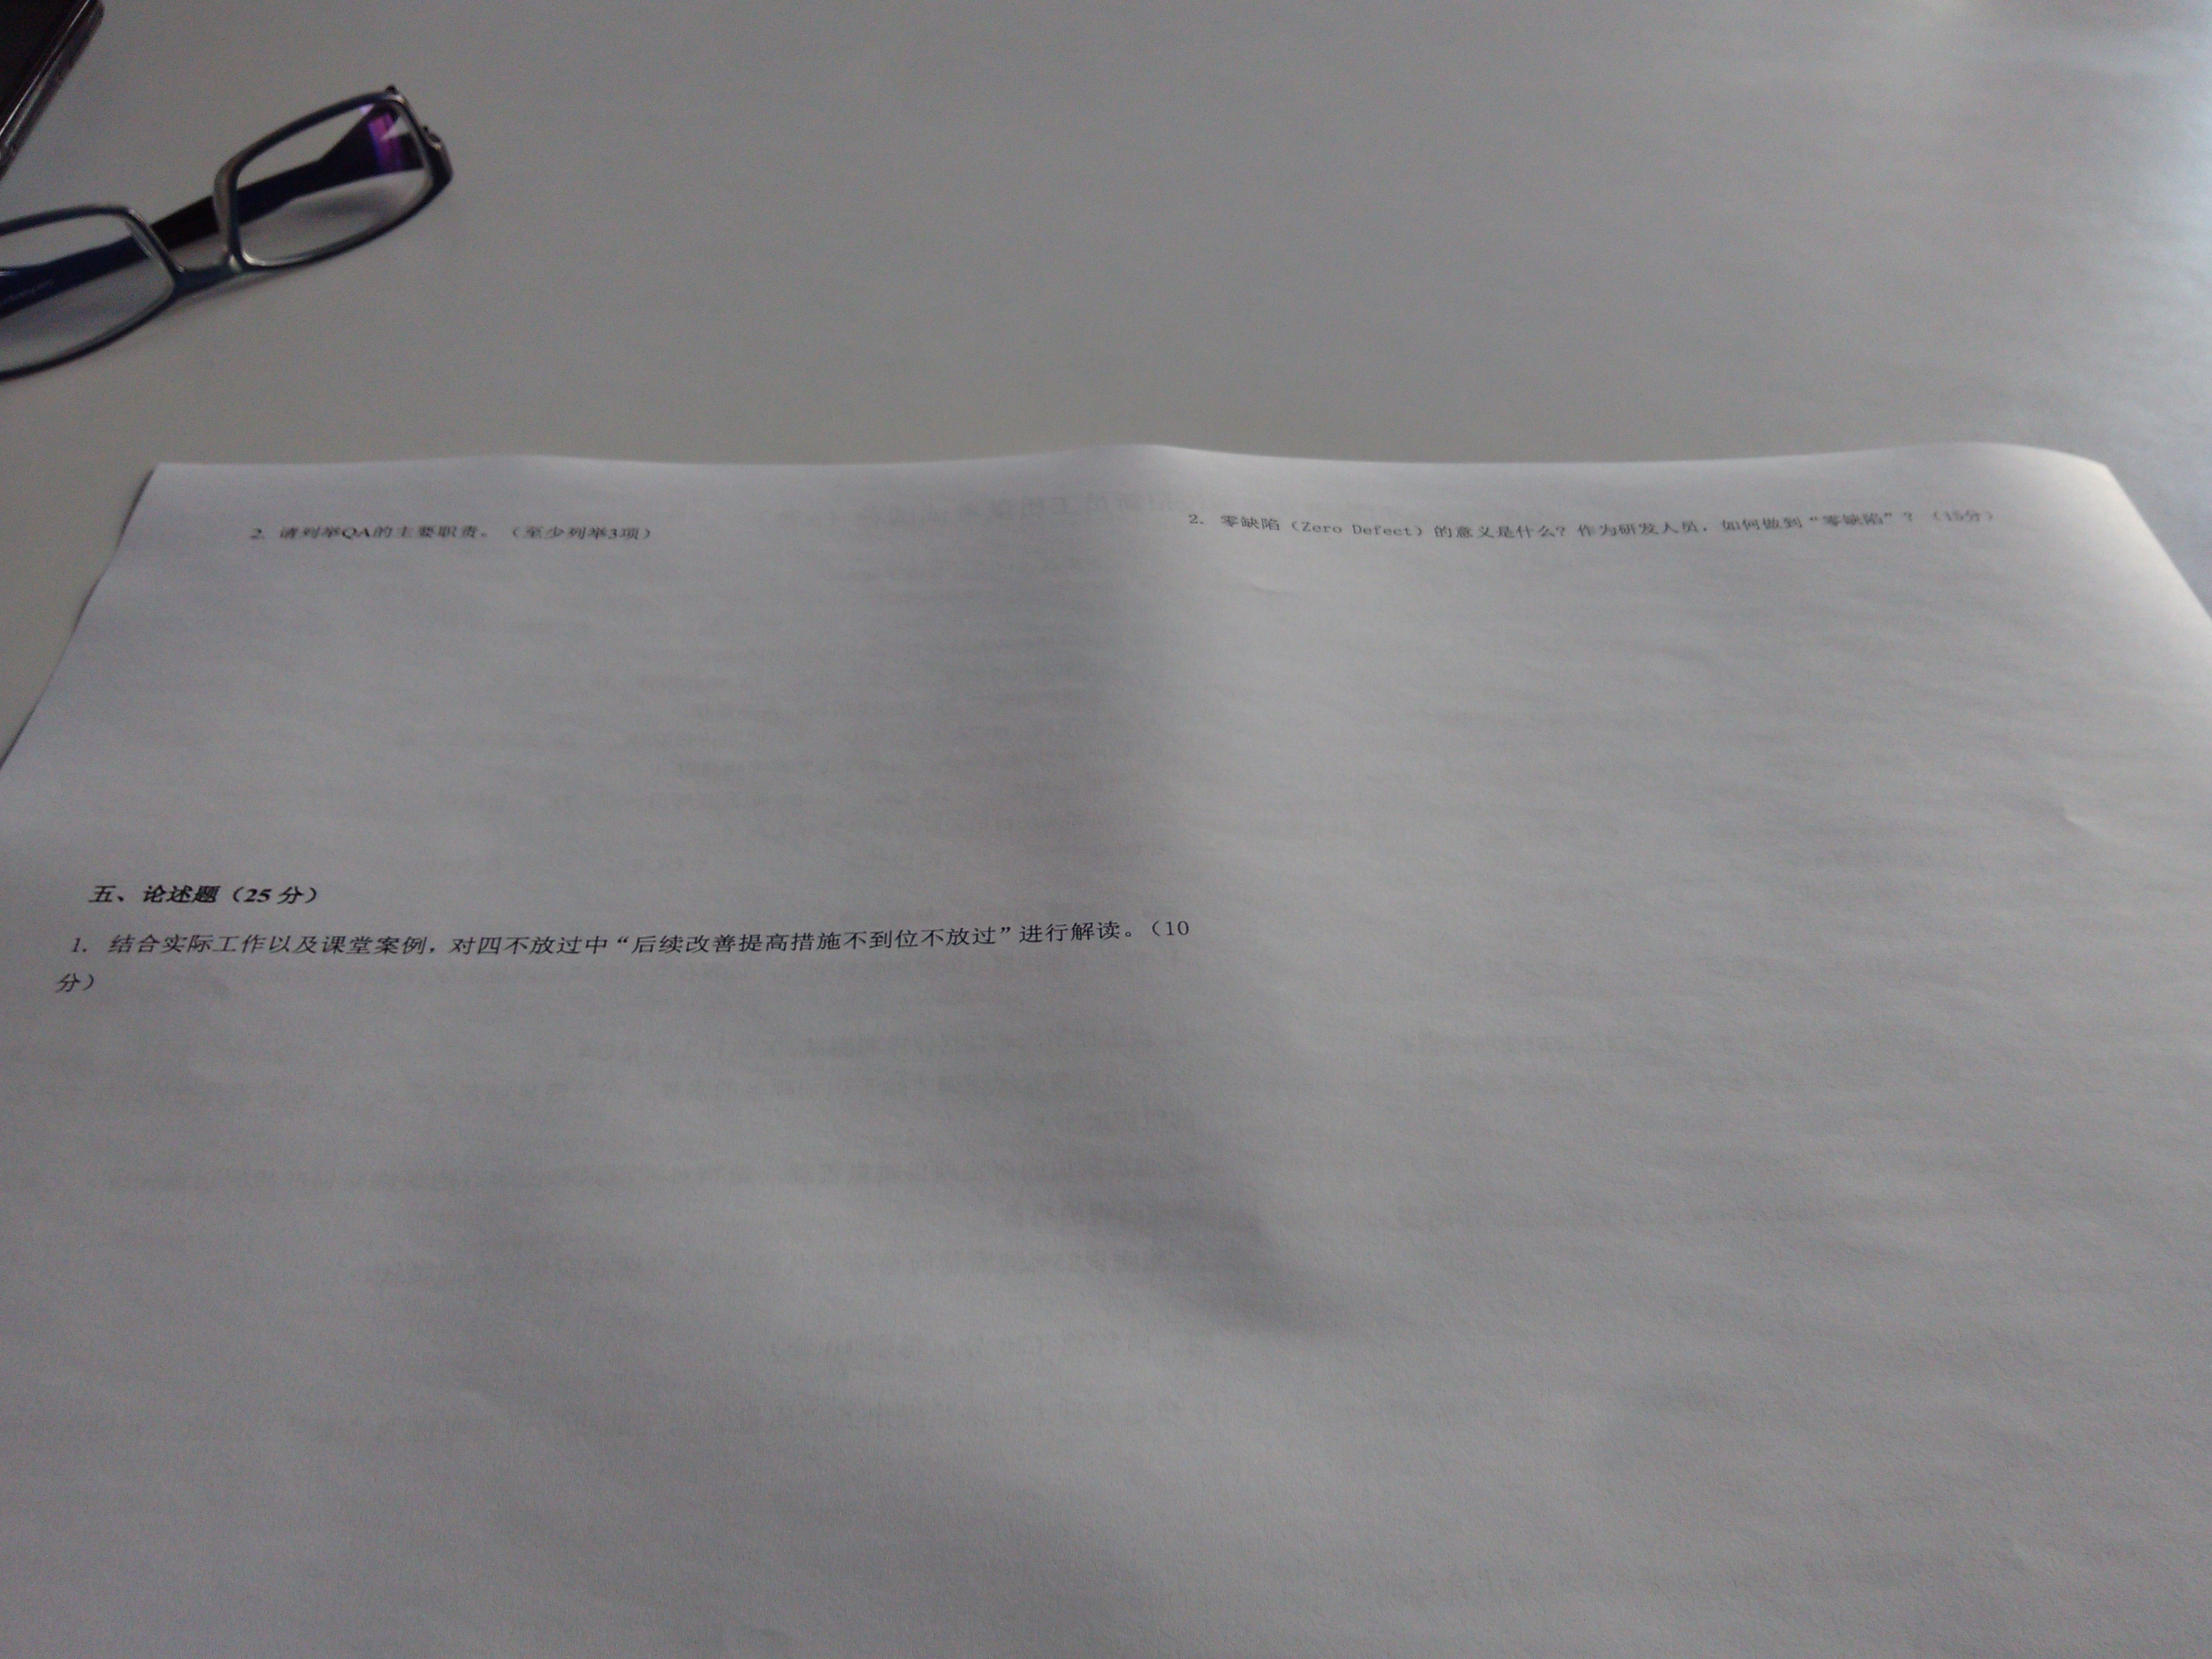 2. 请列举QA的主要职责。（至少列举3项）
五、论述题（25 分）
1. 结合实际工作以及课堂案例，对四不放过中“后续改善提高措施不到位不放过”进行解读。（10
分）
2. 零缺陷（Zero Defect）的意义是什么？作为研发人员，如何做到“零缺陷”？（15分）